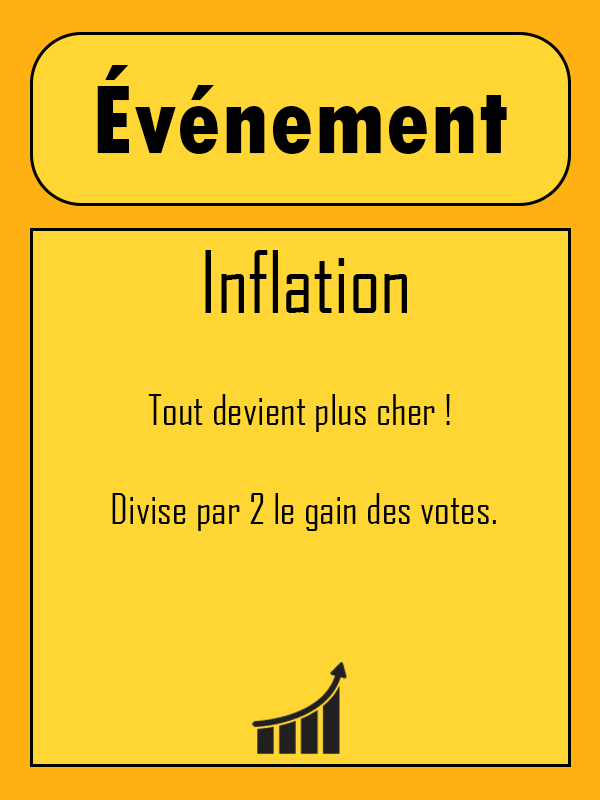 Événement
Inflation
Tout devient plus cher !
Divise par 2 le gain des votes.